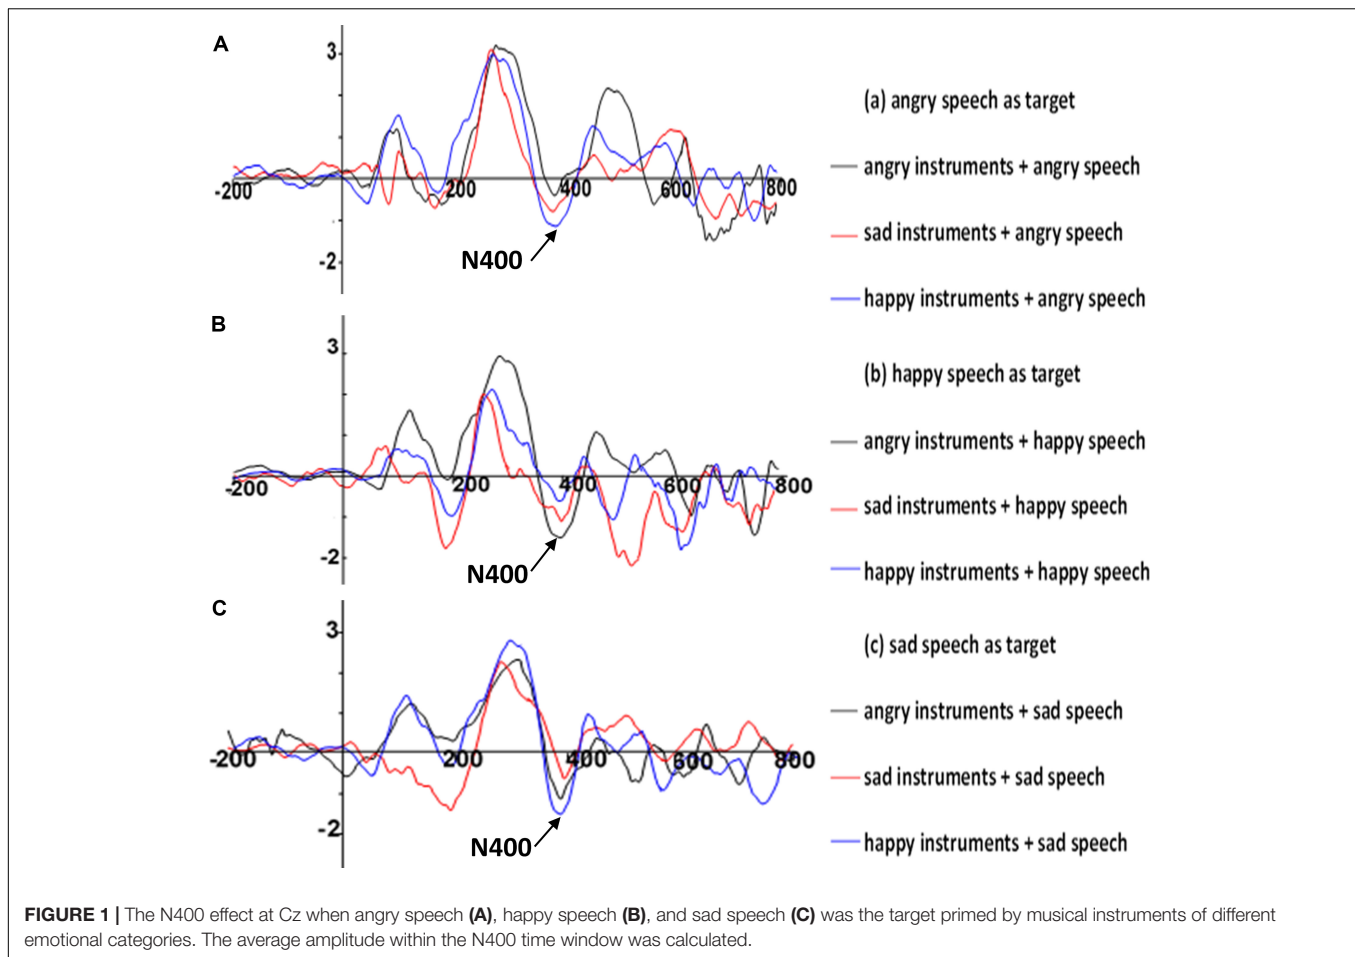 A
3
-200
200
400
600
800
-2
N400
(a) angry speech as target
angry instruments + angry speech
sad instruments + angry speech
happy instruments + angry speech
B
3
-200
200
400
600
800
-2
N400
(b) happy speech as target
angry instruments + happy speech
sad instruments + happy speech
happy instruments + happy speech
C
3
-200
200
400
600
800
-2
N400
(c) sad speech as target
angry instruments + sad speech
sad instruments + sad speech
happy instruments + sad speech
FIGURE 1 | The N400 effect at Cz when angry speech (A), happy speech (B), and sad speech (C) was the target primed by musical instruments of different
emotional categories. The average amplitude within the N400 time window was calculated.